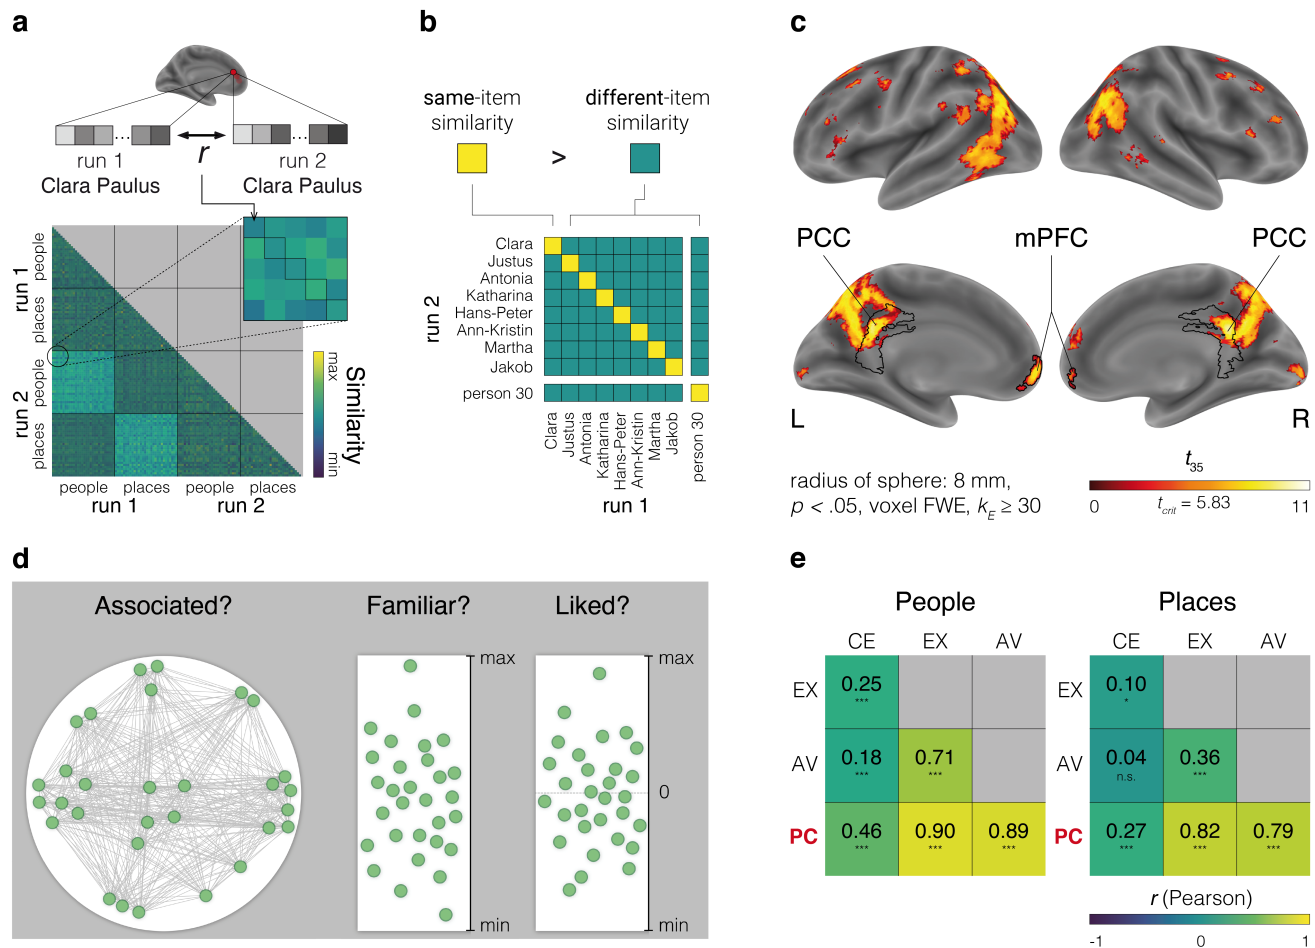 a
run 1
Clara Paulus
r
run 2
Clara Paulus
run 1
people
places
run 2
people
places
people
places
people
places
run 1
run 2
max
min
Similarity
b
same-item
similarity
>
different-item
similarity
Clara
Justus
Antonia
Katharina
Hans-Peter
Ann-Kristin
Martha
Jakob
person 30
run 2
Clara
Justus
Antonia
Katharina
Hans-Peter
Ann-Kristin
Martha
Jakob
person 30
run 1
c
PCC
mPFC
PCC
L
R
radius of sphere: 8 mm,
p < .05, voxel FWE, kE ≥ 30
t35
0
tcrit = 5.83
11
d
Associated?
Familiar?
max
min
Liked?
max
0
min
e
People
CE EX AV
EX 0.25 ***
AV 0.18 *** 0.71 ***
PC 0.46 *** 0.90 *** 0.89 ***
Places
CE EX AV
EX 0.10 *
AV 0.04 n.s. 0.36 ***
PC 0.27 *** 0.82 *** 0.79 ***
r (Pearson)
-1 0 1